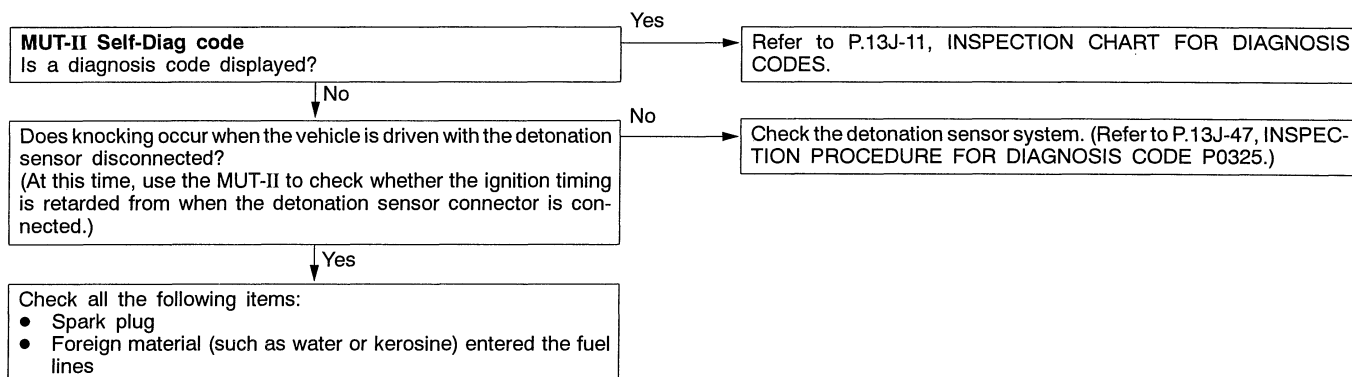 MUT-II Self-Diag code
Is a diagnosis code displayed?
Yes
Refer to P.13J-11, INSPECTION CHART FOR DIAGNOSIS
CODES.
No
Does knocking occur when the vehicle is driven with the detonation
sensor disconnected?
(At this time, use the MUT-II to check whether the ignition timing
is retarded from when the detonation sensor connector is con-
nected.)
No
Check the detonation sensor system. (Refer to P.13J-47, INSPEC-
TION PROCEDURE FOR DIAGNOSIS CODE P0325.)
Yes
Check all the following items:
● Spark plug
● Foreign material (such as water or kerosine) entered the fuel
lines